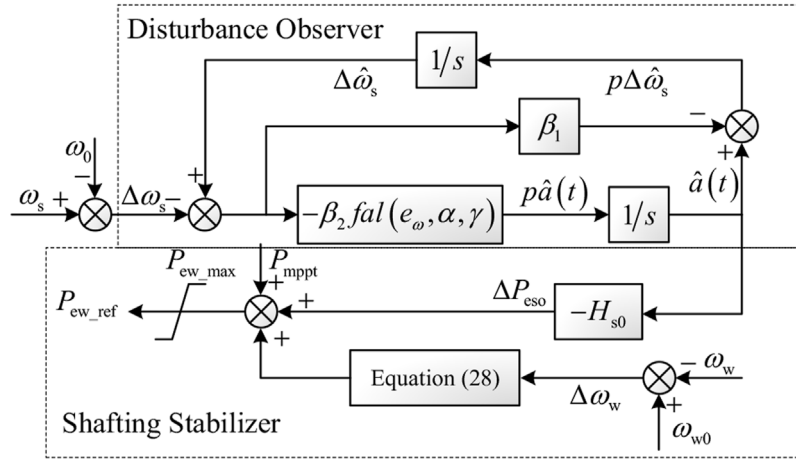 Disturbance Observer
1/s
Δω̂s
pΔω̂s
β1
−
+
ω0
−
+
ωs +
Δωs −
−β2 fal(eω, α, γ)
pâ(t)
1/s
â(t)
Pew_max
Pmppt
+
Pew_ref
+
ΔPeso
−Hs0
+
Equation (28)
Δωw
− ωw
+
ωw0
Shafting Stabilizer